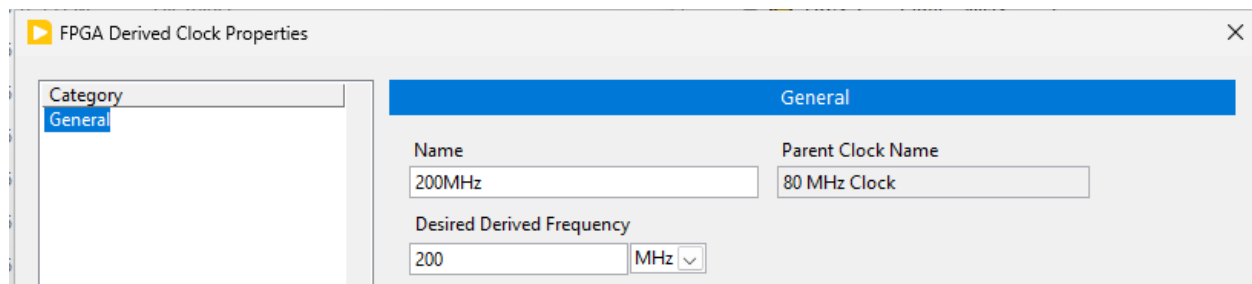 FPGA Derived Clock Properties
Category
General
General
Name
Parent Clock Name
200MHz
80 MHz Clock
Desired Derived Frequency
200
MHz